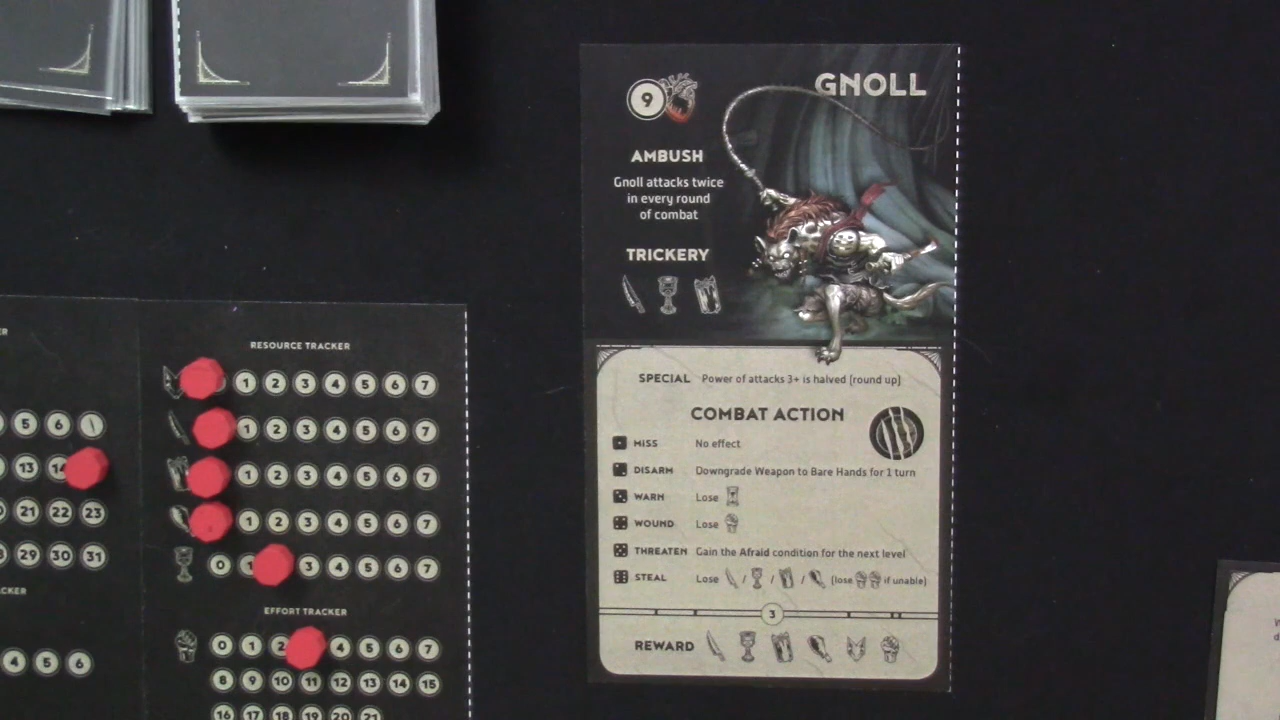 GNOLL
9
AMBUSH
Gnoll attacks twice
in every round
of combat
TRICKERY
SPECIAL Power of attacks 3+ is halved (round up)
COMBAT ACTION
MISS No effect
DISARM Downgrade Weapon to Bare Hands for 1 turn
WARN Lose
WOUND Lose
THREATEN Gain the Afraid condition for the next level
STEAL Lose / / / (lose if unable)
3
REWARD
RESOURCE TRACKER
1 2 3 4 5 6 7
1 2 3 4 5 6 7
1 2 3 4 5 6 7
1 2 3 4 5 6 7
0 3 4 5 6 7
EFFORT TRACKER
0 1 2 4 5 6 7
8 9 10 11 12 13 14 15
16 17 18 19 20 21
5 6
13 14
21 22 23
29 30 31
4 5 6